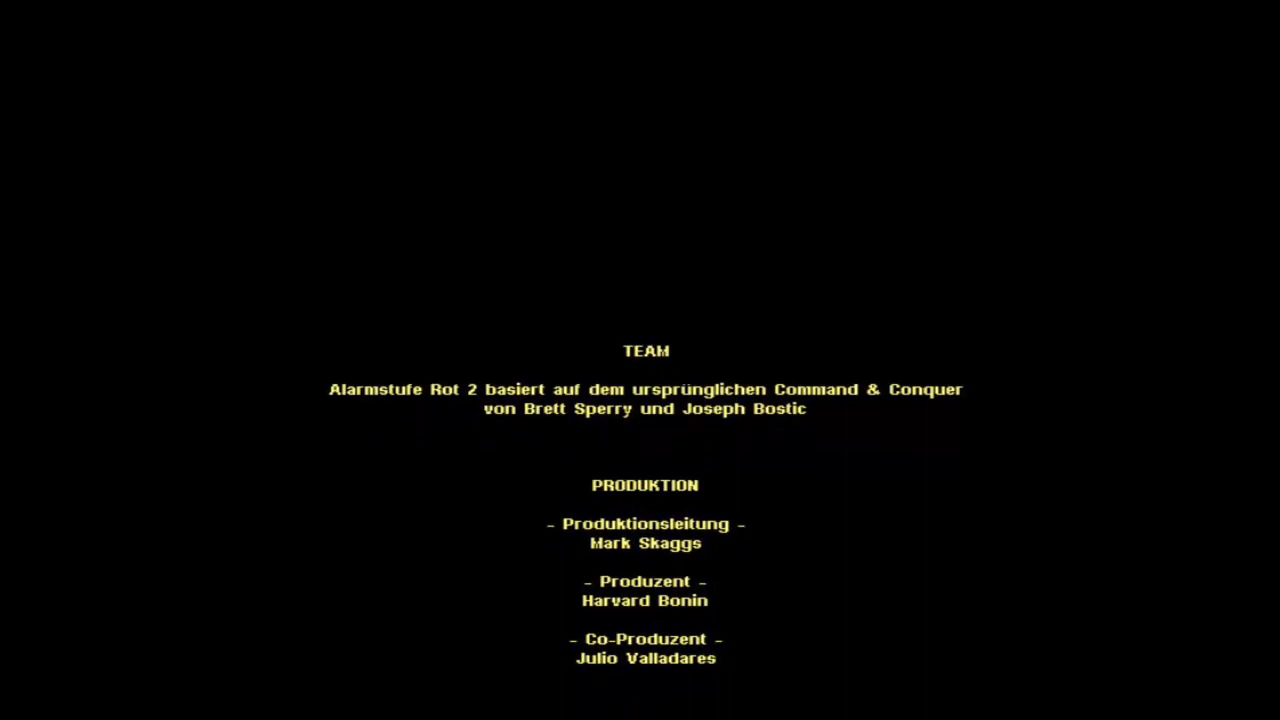 TEAM
Alarmstufe Rot 2 basiert auf dem ursprünglichen Command & Conquer
von Brett Sperry und Joseph Bostic
PRODUKTION
- Produktionsleitung -
Mark Skaggs
- Produzent -
Harvard Bonin
- Co-Produzent -
Julio Valladares